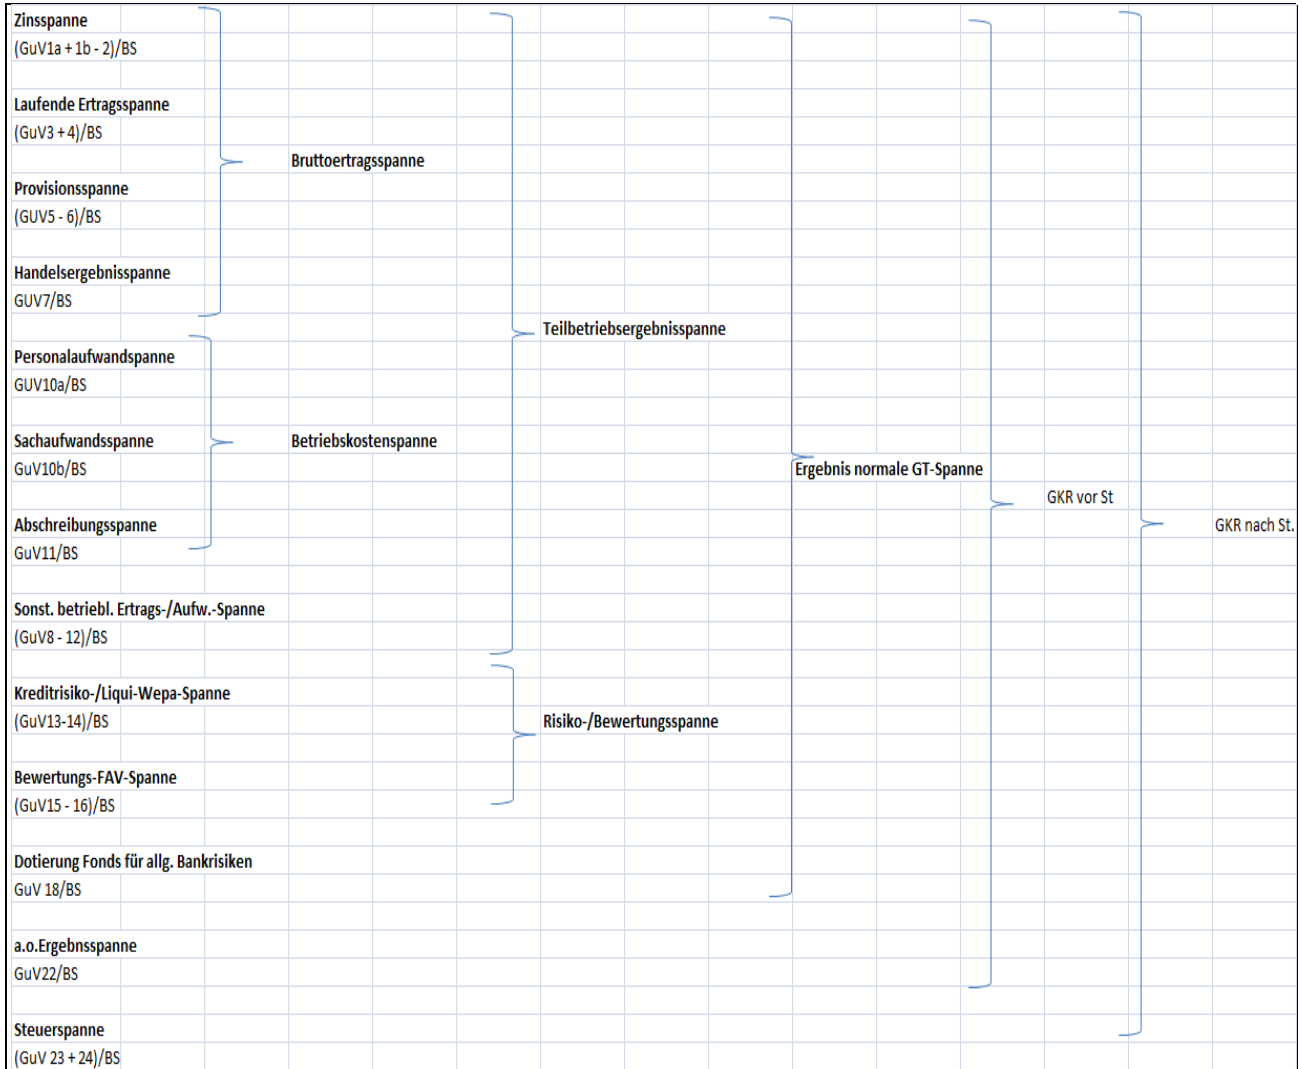 Zinsspanne
(GuV1a + 1b - 2)/BS
Laufende Ertragsspanne
(GuV3 + 4)/BS
Bruttoertragsspanne
Provisionsspanne
(GUV5 - 6)/BS
Handelsergebnisspanne
GUV7/BS
Teilbetriebsergebnisspanne
Personalaufwandspanne
GUV10a/BS
Sachaufwandsspanne
Betriebskostenspanne
GuV10b/BS
Ergebnis normale GT-Spanne
GKR vor St
Abschreibungsspanne
GKR nach St.
GuV11/BS
Sonst. betriebl. Ertrags-/Aufw.-Spanne
(GuV8 - 12)/BS
Kreditrisiko-/Liqui-Wepa-Spanne
(GuV13-14)/BS
Risiko-/Bewertungsspanne
Bewertungs-FAV-Spanne
(GuV15 - 16)/BS
Dotierung Fonds für allg. Bankrisiken
GuV 18/BS
a.o.Ergebnsspanne
GuV22/BS
Steuerspanne
(GuV 23 + 24)/BS